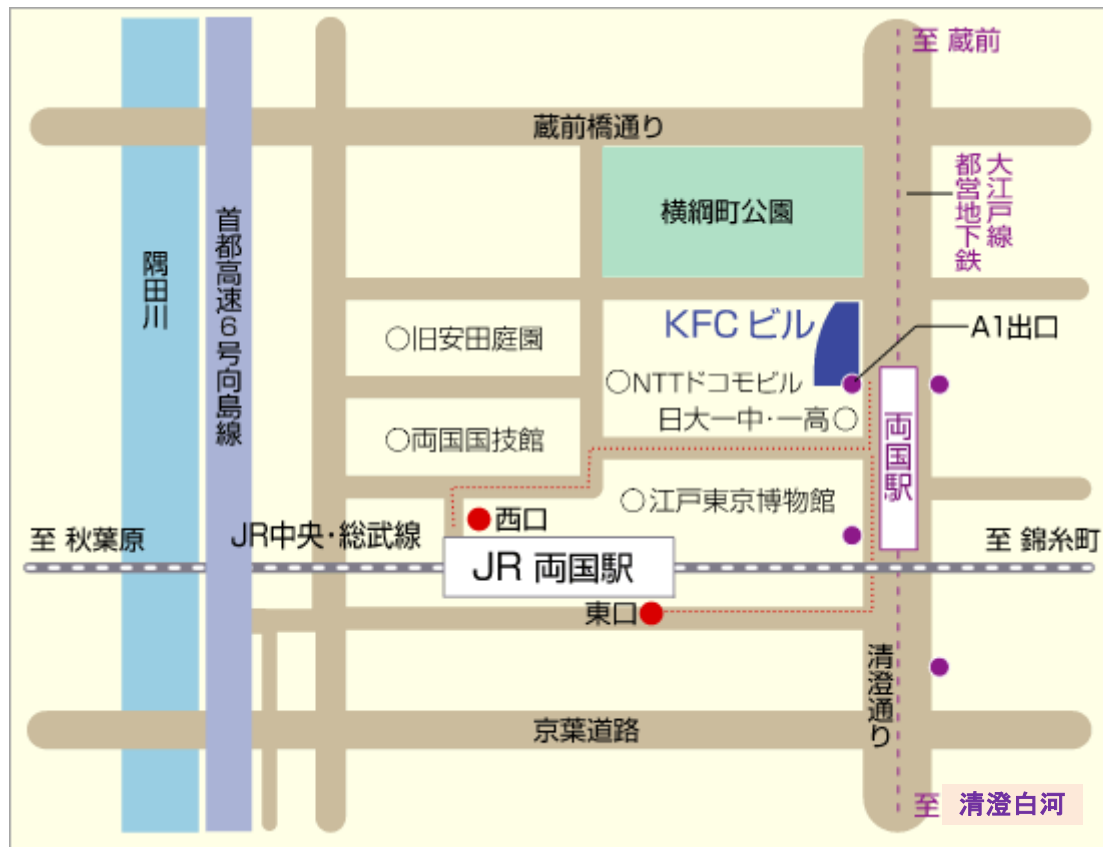 至 蔵前
蔵前橋通り
大江戸線
都営地下鉄
横綱町公園
首都高速6号向島線
隅田川
KFC ビル
A1出口
○旧安田庭園
○NTTドコモビル
日大一中・一高○
○両国国技館
両国駅
○江戸東京博物館
西口
至 秋葉原
JR中央・総武線
至 錦糸町
JR 両国駅
東口
清澄通り
京葉道路
至 清澄白河